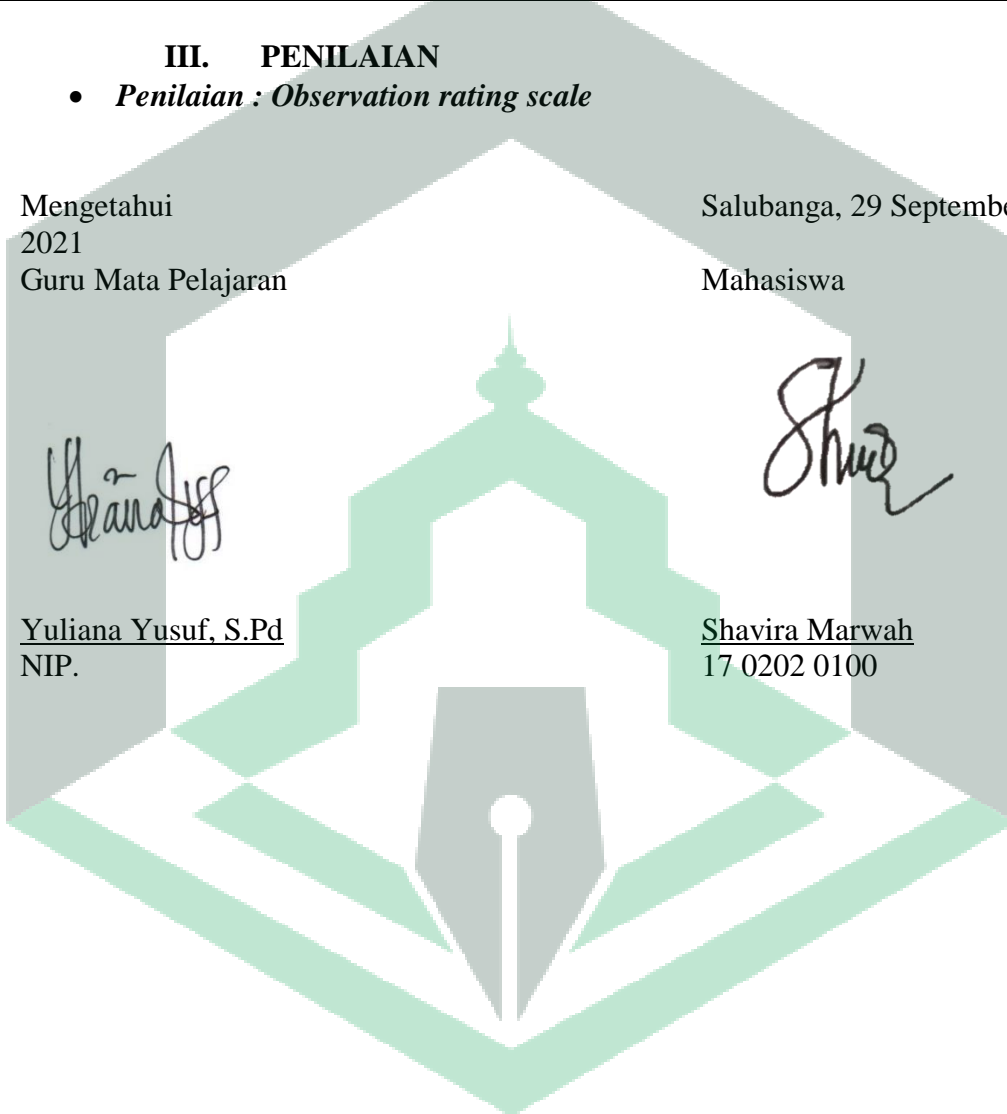 III. PENILAIAN
• Penilaian : Observation rating scale
Mengetahui Salubanga, 29 Septembe
2021
Guru Mata Pelajaran Mahasiswa
Yuliana Yusuf, S.Pd Shavira Marwah
NIP. 17 0202 0100